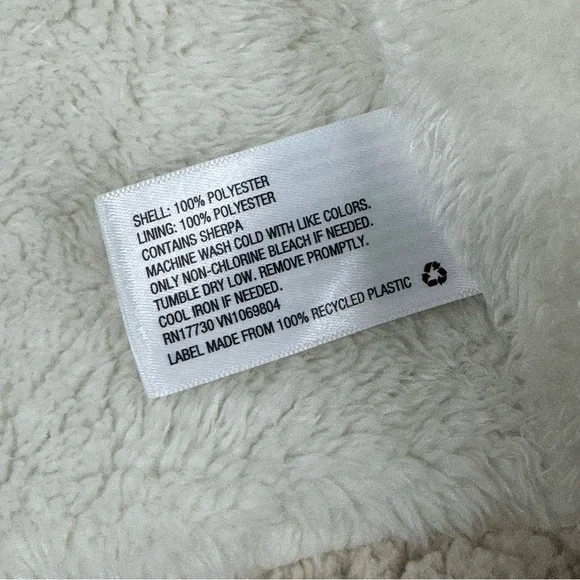 SHELL: 100% POLYESTER
LINING: 100% POLYESTER
CONTAINS SHERPA
MACHINE WASH COLD WITH LIKE COLORS.
ONLY NON-CHLORINE BLEACH IF NEEDED.
TUMBLE DRY LOW. REMOVE PROMPTLY.
COOL IRON IF NEEDED.
RN17730 VN1069804
LABEL MADE FROM 100% RECYCLED PLASTIC